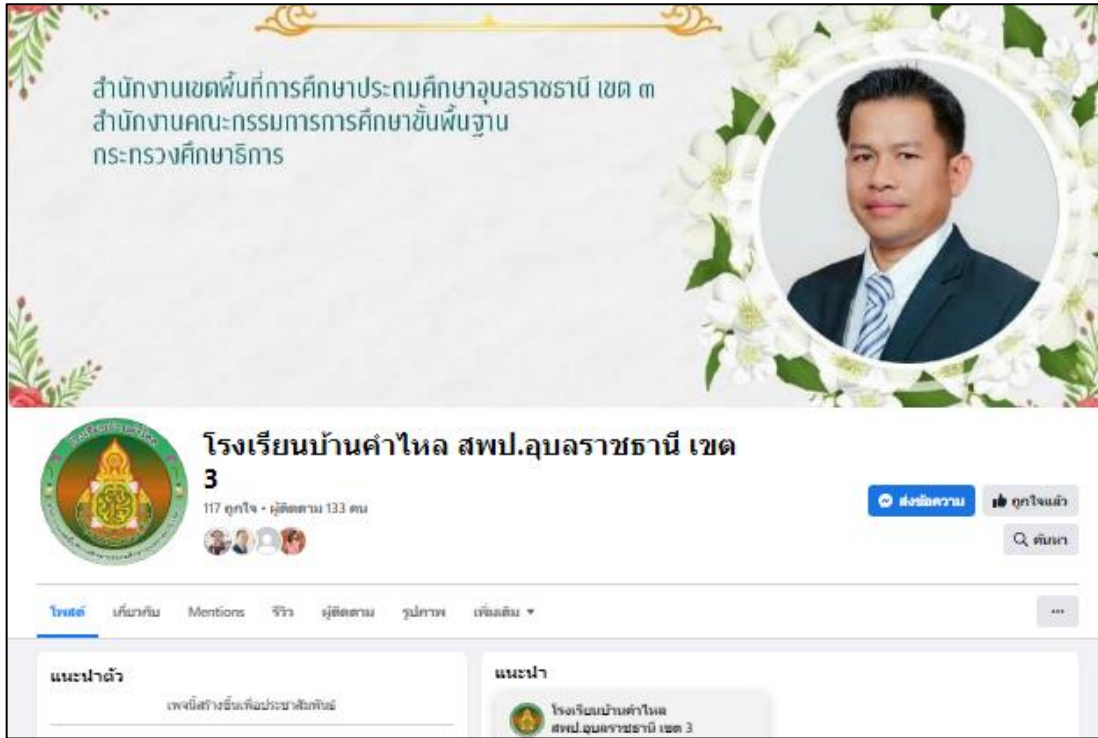 สำนักงานเขตพื้นที่การศึกษาประถมศึกษาอุบลราชธานี เขต ๓
สำนักงานคณะกรรมการการศึกษาขั้นพื้นฐาน
กระทรวงศึกษาธิการ
โรงเรียนบ้านคำไหล สพป.อุบลราชธานี เขต
3
117 ถูกใจ • ผู้ติดตาม 133 คน
ส่งข้อความ
ถูกใจแล้ว
ค้นหา
โพสต์ เกี่ยวกับ Mentions รีวิว ผู้ติดตาม รูปภาพ เพิ่มเติม
แนะนำตัว
เพจนี้สร้างขึ้นเพื่อประชาสัมพันธ์
แนะนำ
โรงเรียนบ้านคำไหล
สพป.อุบลราชธานี เขต 3